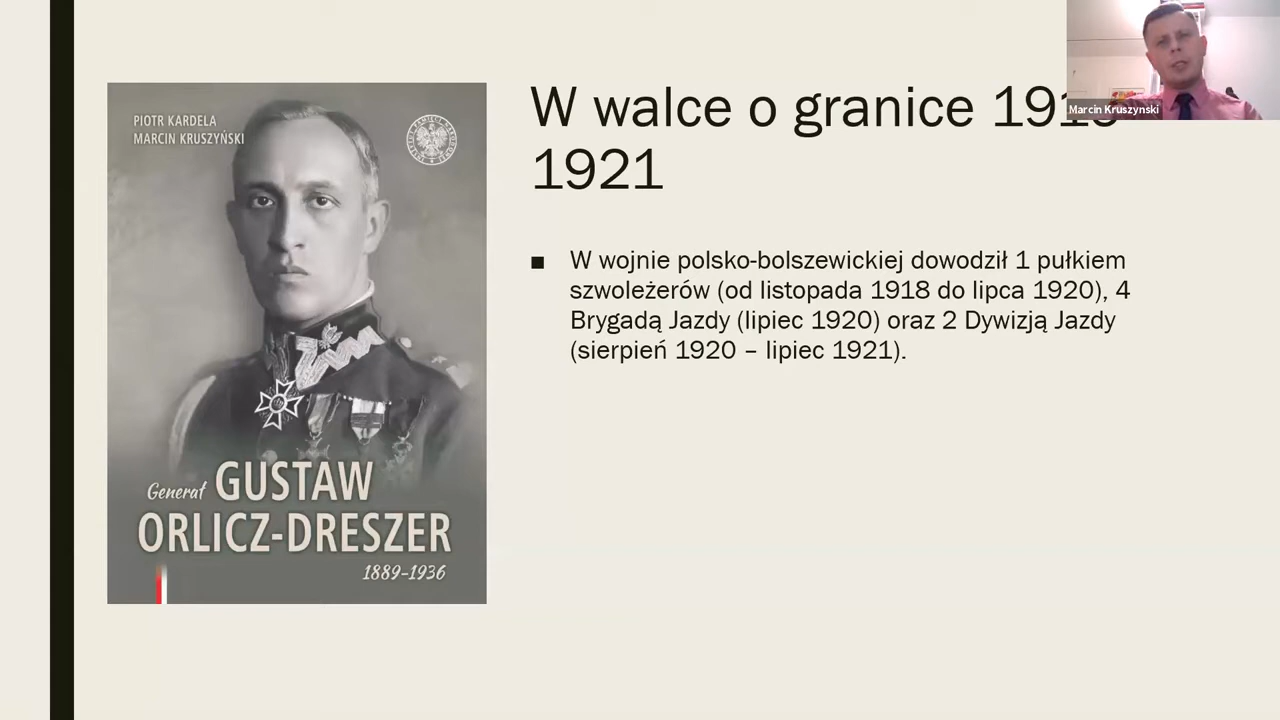 PIOTR KARDELA
MARCIN KRUSZYŃSKI
Generał GUSTAW
ORLICZ-DRESZER
1889–1936
W walce o granice
1921
■ W wojnie polsko-bolszewickiej dowodził 1 pułkiem
szwoleżerów (od listopada 1918 do lipca 1920), 4
Brygadą Jazdy (lipiec 1920) oraz 2 Dywizją Jazdy
(sierpień 1920 – lipiec 1921).
Marcin Kruszynski